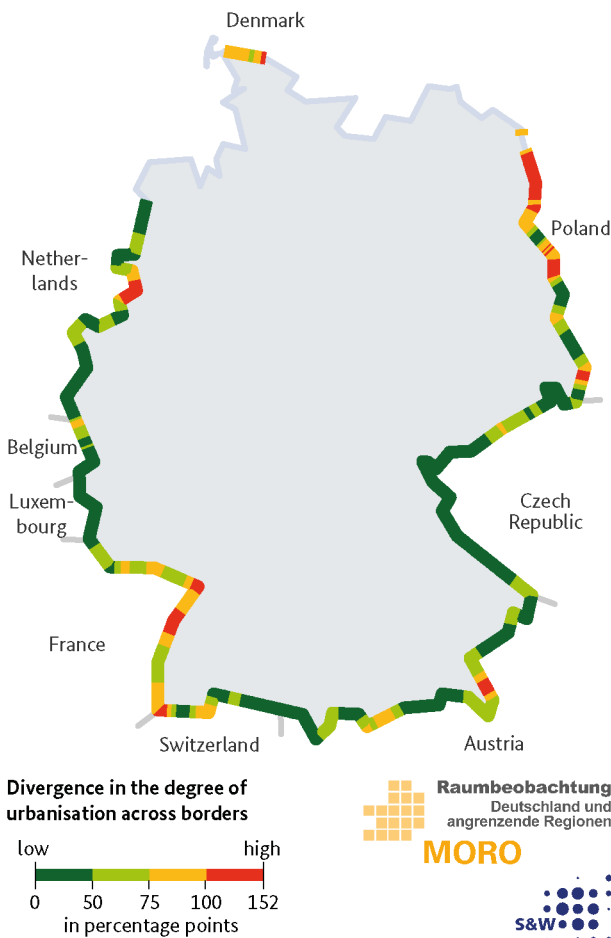 Denmark
Poland
Nether-
lands
Belgium
Luxem-
bourg
Czech
Republic
France
Switzerland
Austria
Divergence in the degree of
urbanisation across borders
low high
0 50 75 100 152
in percentage points
Raumbeobachtung
Deutschland und
angrenzende Regionen
MORO
S&W